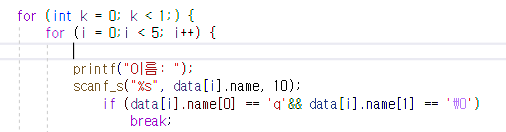 for (int k = 0; k < 1;) {
for (i = 0;i < 5; i++) {
printf("이름: ");
scanf_s("%s", data[i].name, 10);
if (data[i].name[0] == 'q'&& data[i].name[1] == '₩0')
break;